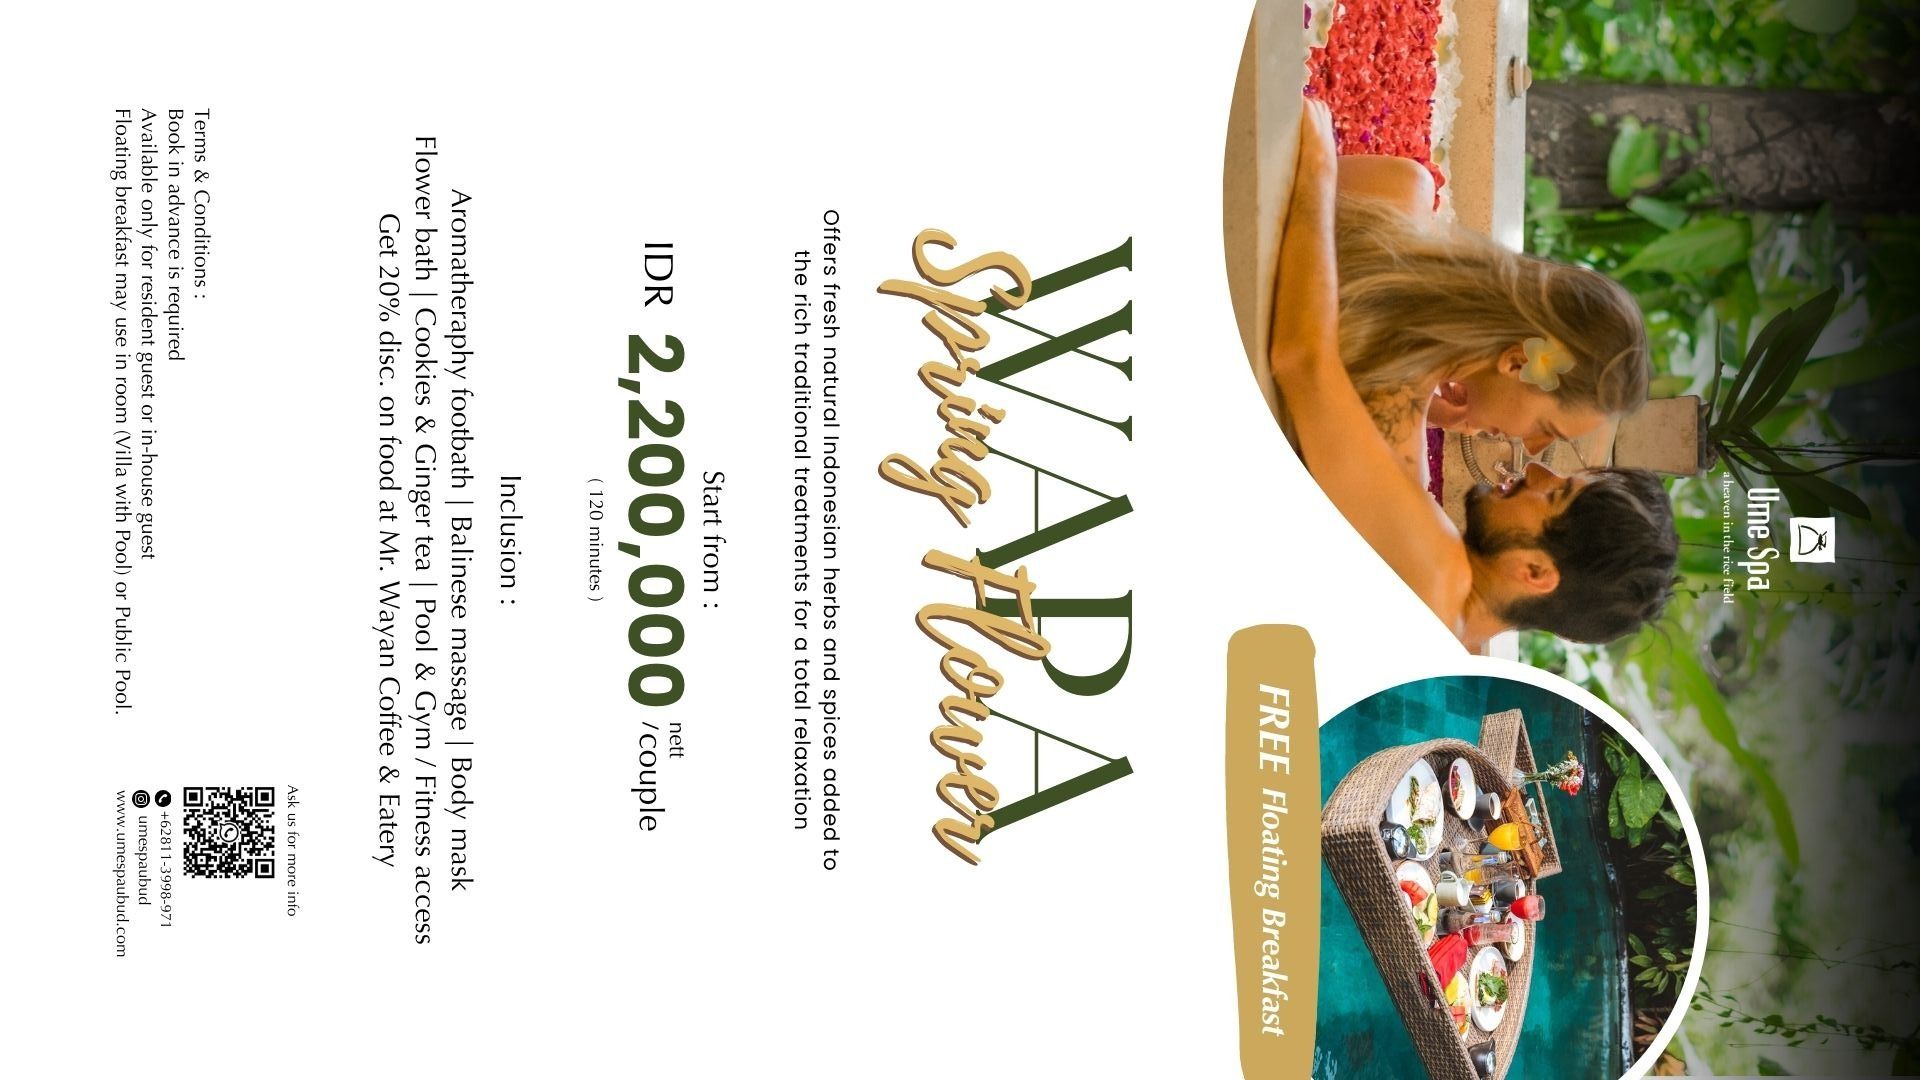 Ume Spa
a heaven in the rice field
FREE Floating Breakfast
WAPA
Spring Flower
Offers fresh natural Indonesian herbs and spices added to
the rich traditional treatments for a total relaxation
Start from :
IDR 2,200,000 nett /couple
( 120 minutes )
Inclusion :
Aromatheraphy footbath | Balinese massage | Body mask
Flower bath | Cookies & Ginger tea | Pool & Gym / Fitness access
Get 20% disc. on food at Mr. Wayan Coffee & Eatery
Ask us for more info
+62811-3998-971
umespaubud
www.umespaubud.com
Terms & Conditions :
Book in advance is required
Available only for resident guest or in-house guest
Floating breakfast may use in room (Villa with Pool) or Public Pool.